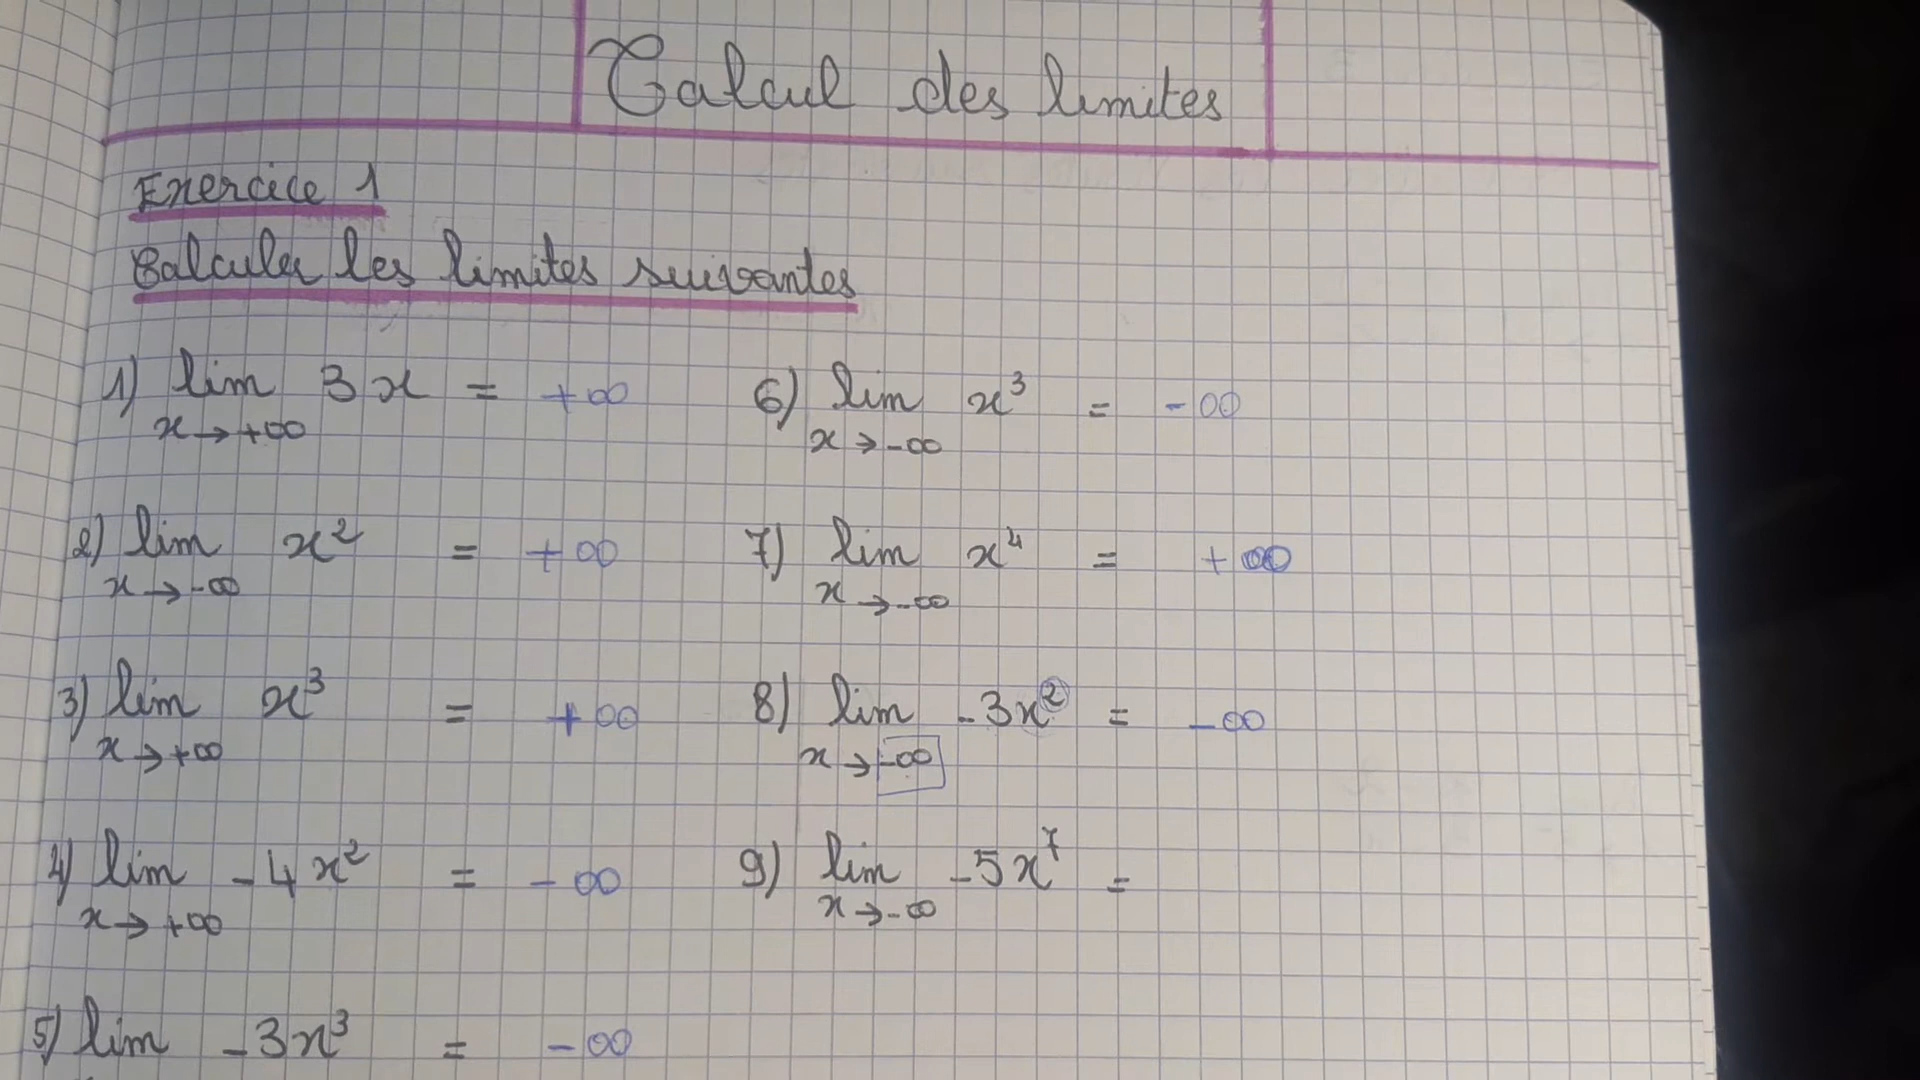 Calcul des limites
Exercice 1
Calculer les limites suivantes
1) lim 3x = +∞
x→+∞
2) lim x² = +∞
x→-∞
3) lim x³ = +∞
x→+∞
4) lim -4x² = -∞
x→+∞
5) lim -3x³ = -∞
6) lim x³ = -∞
x→-∞
7) lim x⁴ = +∞
x→-∞
8) lim -3x² = -∞
x→-∞
9) lim -5x⁷ =
x→-∞